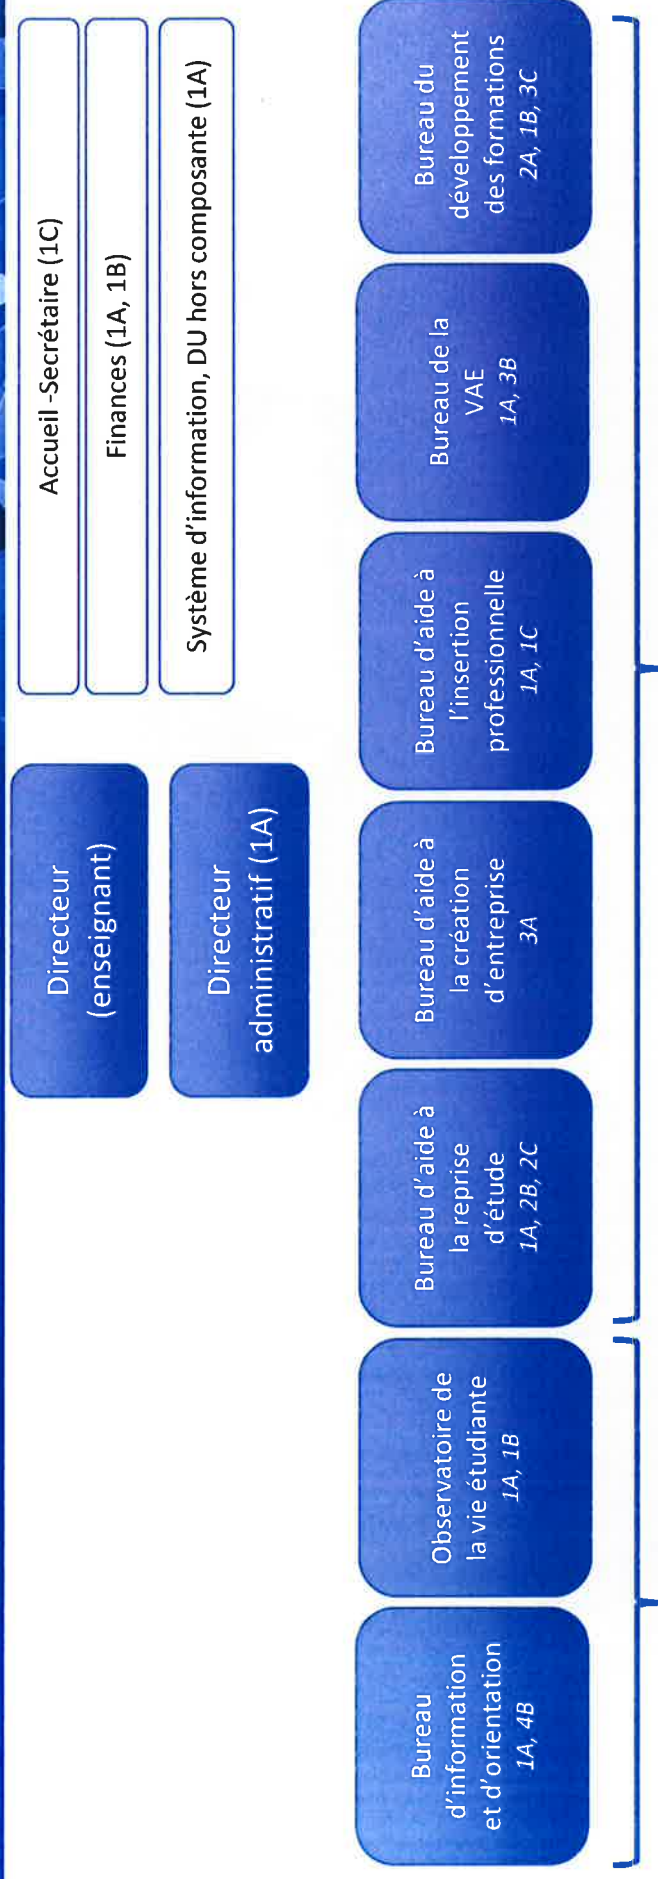 Directeur
(enseignant)
Directeur
administratif (1A)
Accueil -Secrétaire (1C)
Finances (1A, 1B)
Système d'information, DU hors composante (1A)
Bureau
d'information
et d'orientation
1A, 4B
Observatoire de
la vie étudiante
1A, 1B
Bureau d'aide à
la reprise
d'étude
1A, 2B, 2C
Bureau d'aide à
la création
d'entreprise
3A
Bureau d'aide à
l'insertion
professionnelle
1A, 1C
Bureau de la
VAE
1A, 3B
Bureau du
développement
des formations
2A, 1B, 3C